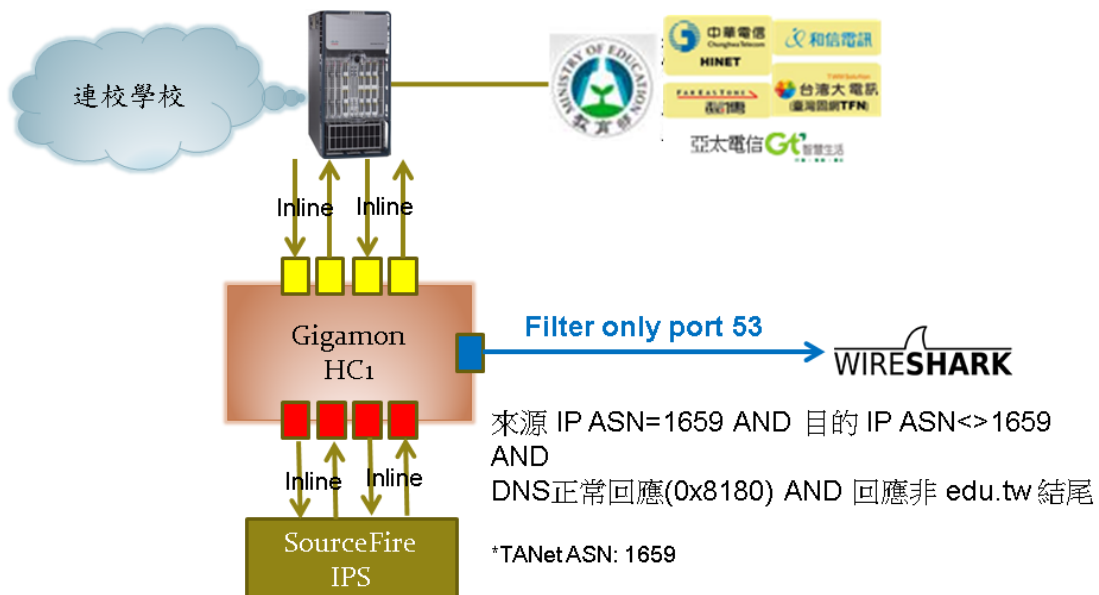 連校學校
MINISTRY OF EDUCATION
教育部
中華電信
Chunghwa Telecom
HINET
和信電訊
FAREASTONE
遠傳
台灣大電訊
(臺灣固網TFN)
亞太電信 Gt 智慧生活
Inline
Inline
Gigamon
HC1
Filter only port 53
WIRESHARK
來源 IP ASN=1659 AND 目的 IP ASN<>1659
AND
DNS正常回應(0x8180) AND 回應非 edu.tw 結尾
*TANet ASN: 1659
Inline
Inline
SourceFire
IPS